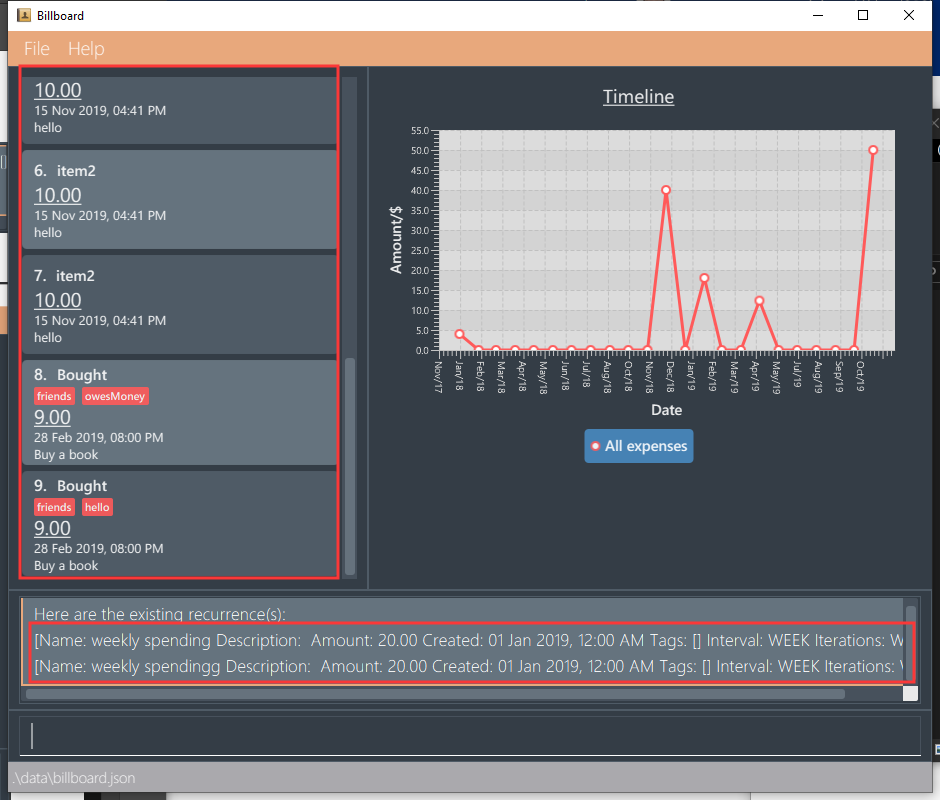 Billboard
File Help
10.00
15 Nov 2019, 04:41 PM
hello
6. item2
10.00
15 Nov 2019, 04:41 PM
hello
7. item2
10.00
15 Nov 2019, 04:41 PM
hello
8. Bought
friends owesMoney
9.00
28 Feb 2019, 08:00 PM
Buy a book
9. Bought
friends hello
9.00
28 Feb 2019, 08:00 PM
Buy a book
Timeline
55.0
50.0
45.0
40.0
35.0
30.0
25.0
20.0
15.0
10.0
5.0
0.0
Amount/$
Nov/17 Jan/18 Feb/18 Mar/18 Apr/18 May/18 Jun/18 Jul/18 Aug/18 Oct/18 Nov/18 Dec/18 Jan/19 Feb/19 Mar/19 Apr/19 May/19 Jul/19 Aug/19 Sep/19 Oct/19
Date
All expenses
Here are the existing recurrence(s):
[Name: weekly spending Description: Amount: 20.00 Created: 01 Jan 2019, 12:00 AM Tags: [] Interval: WEEK Iterations: W
[Name: weekly spendingg Description: Amount: 20.00 Created: 01 Jan 2019, 12:00 AM Tags: [] Interval: WEEK Iterations:
.\data\billboard.json